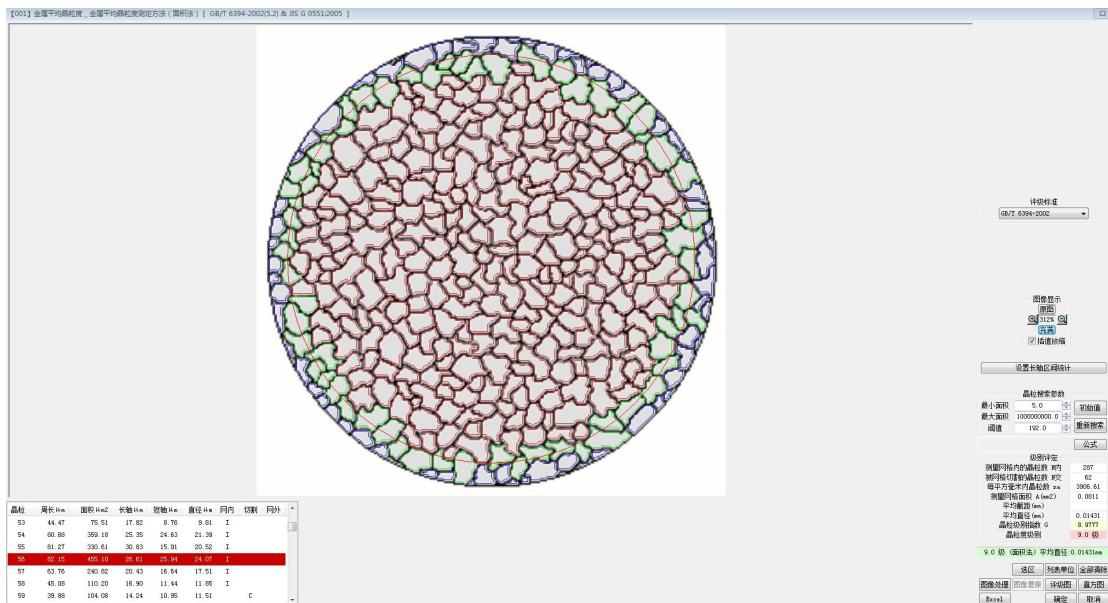 【001】金属平均晶粒度 _ 金属平均晶粒度测定方法（面积法）[ GB/T 6394-2002(5.2) & JIS G 0551:2005 ]
评级标准
GB/T 6394-2002
图像显示
原图
312%
充满
插值放缩
设置长轴区间统计
晶粒搜索参数
最小面积 5.0 初始值
最大面积 1000000000.0
阈值 192.0 重新搜索
公式
级别评定
测量网格内的晶粒数 N内 287
被网格切割的晶粒数 N交 62
每平方毫米内晶粒数 na 3906.61
测量网格面积 A(mm2) 0.0811
平均截距(mm)
平均直径(mm) 0.01431
晶粒级别指数 G 8.9777
晶粒度级别 9.0 级
9.0 级 (面积法) 平均直径:0.01431mm
选区 列表单位 全部清除
图像处理 图像复原 评级图 直方图
Excel 确定 取消
晶粒 周长μm 面积μm2 长轴μm 短轴μm 直径μm 网内 切割 网外
53 44.47 75.51 17.82 8.76 9.81 I
54 80.88 359.18 25.35 24.63 21.39 I
55 81.27 330.61 30.83 15.91 20.52 I
56 82.15 455.10 26.61 25.94 24.07 I
57 63.76 240.82 20.43 16.64 17.51 I
58 45.08 110.20 16.90 11.44 11.85 I
59 39.88 104.08 14.24 10.95 11.51 C